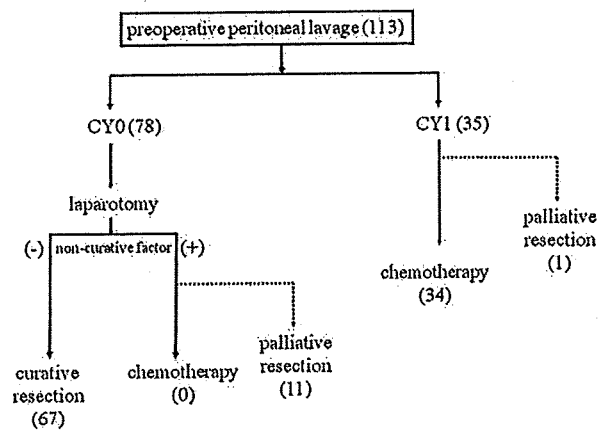 preoperative peritoneal lavage (113)
CY0 (78)
CY1 (35)
laparotomy
(-) non-curative factor (+)
palliative
resection
(1)
chemotherapy
(34)
curative
resection
(67)
chemotherapy
(0)
palliative
resection
(11)